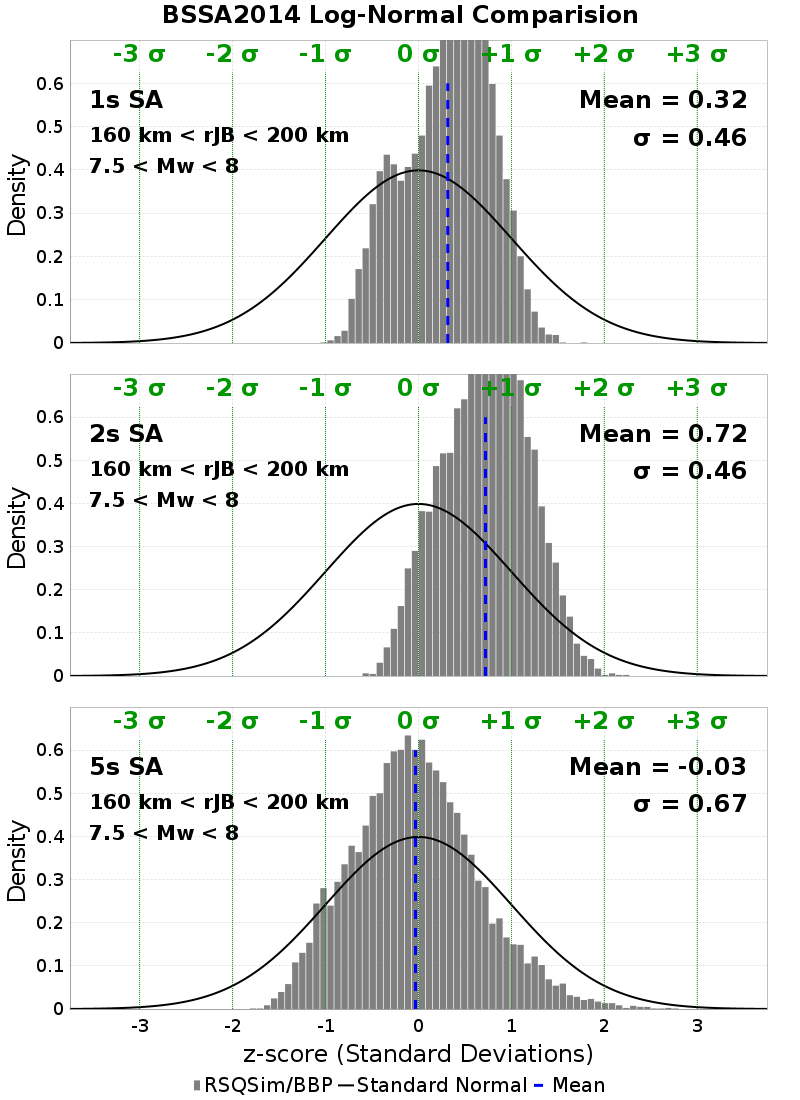 BSSA2014 Log-Normal Comparision
-3 σ -2 σ -1 σ 0 σ +1 σ +2 σ +3 σ
0.6
1s SA
Mean = 0.32
0.5
160 km < rJB < 200 km
σ = 0.46
7.5 < Mw < 8
0.4
0.3
0.2
0.1
0
Density
-3 σ -2 σ -1 σ 0 σ +1 σ +2 σ +3 σ
0.6
2s SA
Mean = 0.72
0.5
160 km < rJB < 200 km
σ = 0.46
7.5 < Mw < 8
0.4
0.3
0.2
0.1
0
Density
-3 σ -2 σ -1 σ 0 σ +1 σ +2 σ +3 σ
0.6
5s SA
Mean = -0.03
0.5
160 km < rJB < 200 km
σ = 0.67
7.5 < Mw < 8
0.4
0.3
0.2
0.1
0
Density
-3 -2 -1 0 1 2 3
z-score (Standard Deviations)
RSQSim/BBP Standard Normal Mean